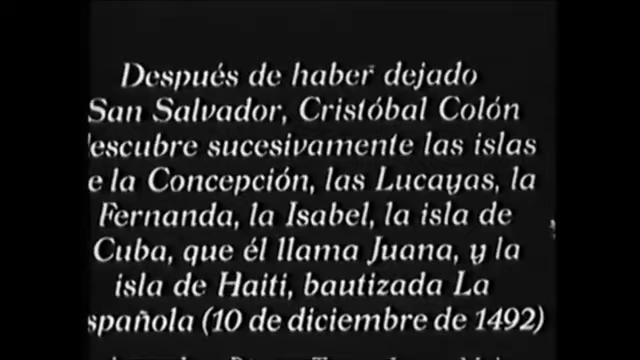 Después de haber dejado
San Salvador, Cristóbal Colón
descubre sucesivamente las islas
e la Concepción, las Lucayas, la
Fernanda, la Isabel, la isla de
Cuba, que él llama Juana, y la
isla de Haiti, bautizada La
spañola (10 de diciembre de 1492)